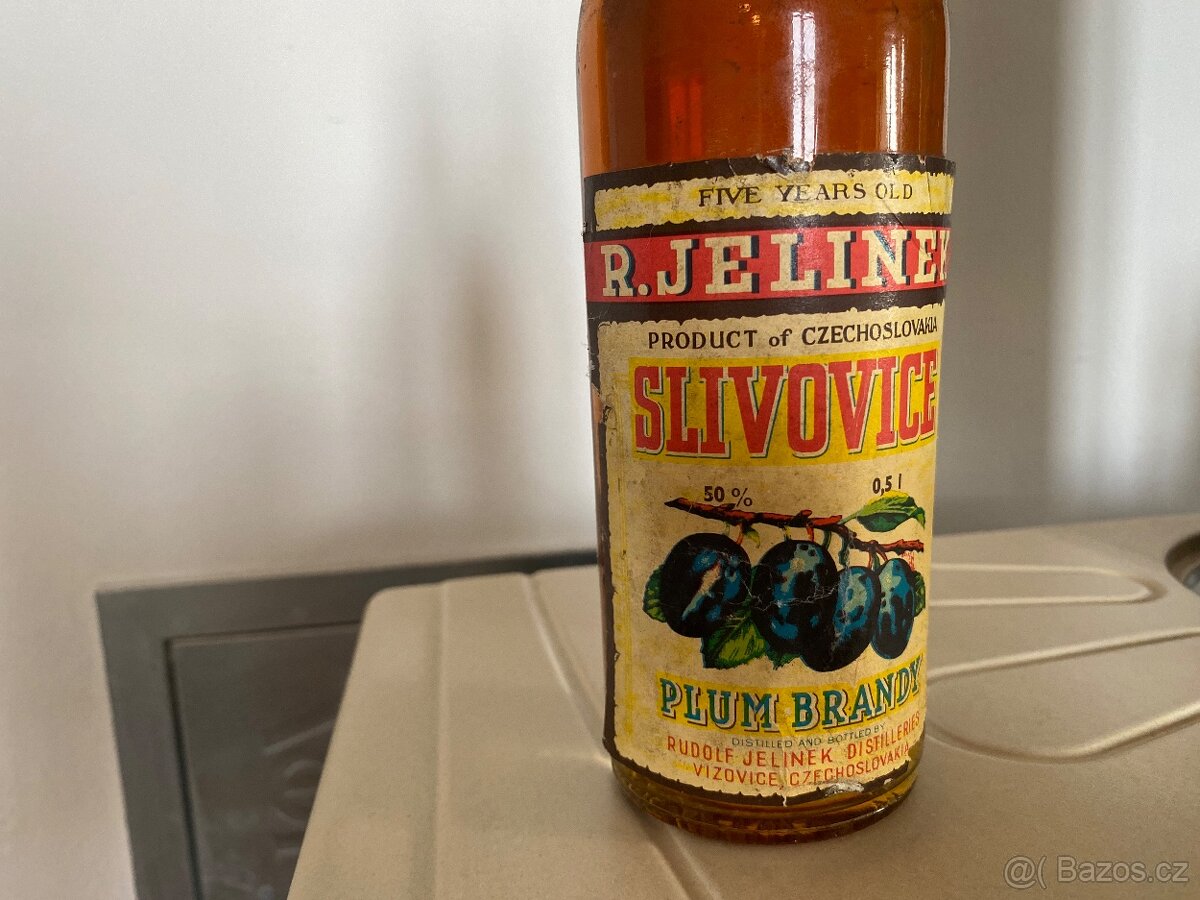 FIVE YEARS OLD
R. JELINEK
PRODUCT of CZECHOSLOVAKIA
SLIVOVICE
50 % 0,5 l
PLUM BRANDY
DISTILLED AND BOTTLED BY
RUDOLF JELINEK DISTILLERIES
VIZOVICE, CZECHOSLOVAKIA
@( Bazos.cz